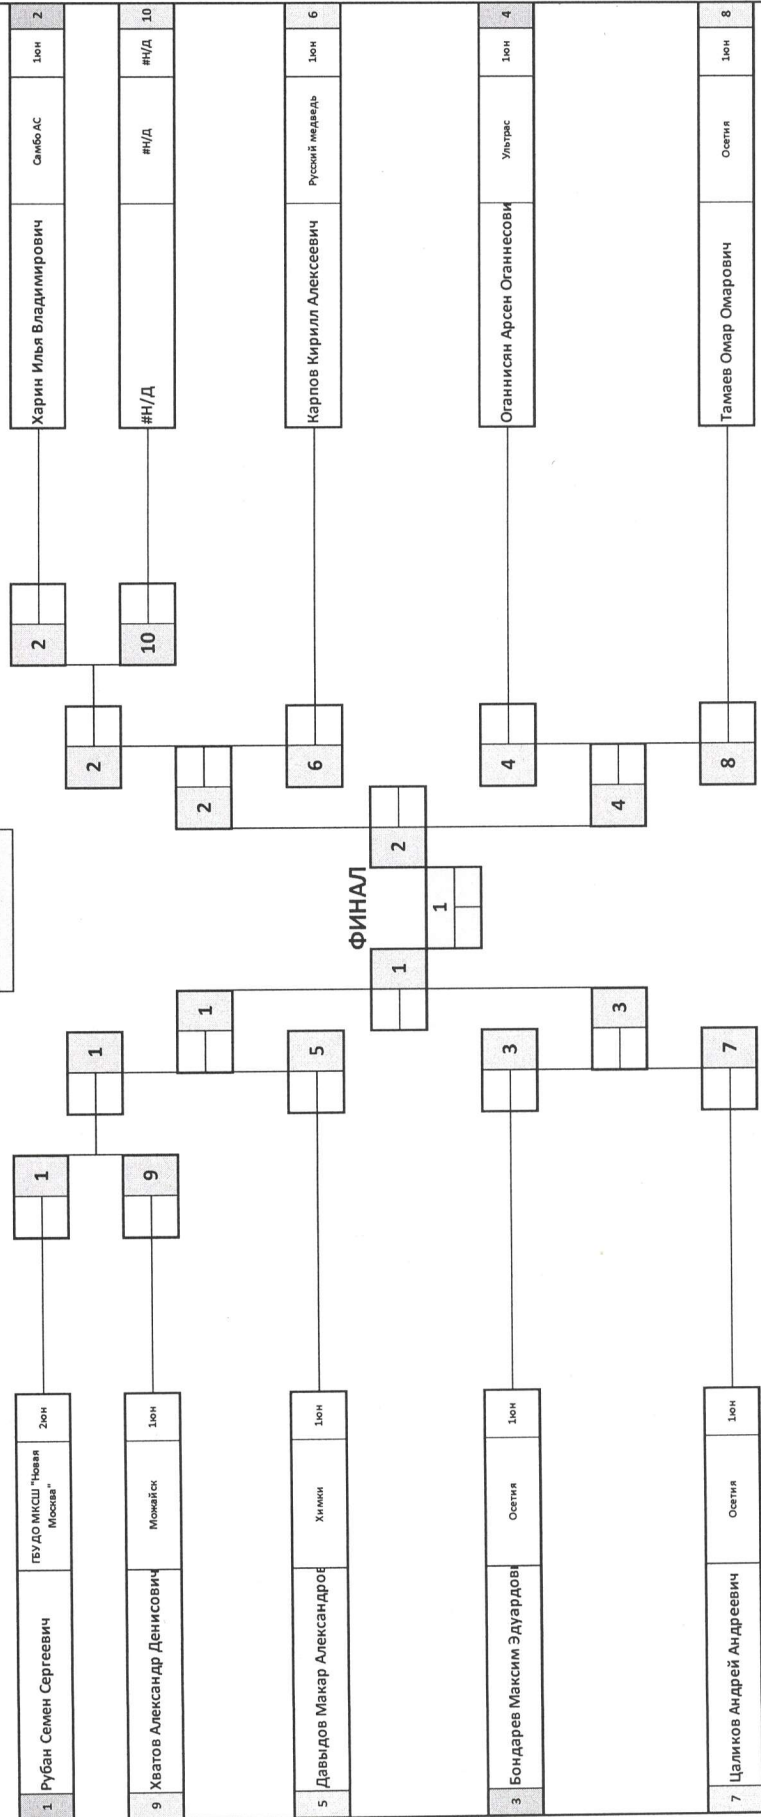 1 Рубан Семен Сергеевич ГБУ ДО МКСШ "Новая Москва" 2юн
9 Хватов Александр Денисович Можайск 1юн
5 Давыдов Макар Александров Химки 1юн
3 Бондарев Максим Эдуардов Осетия 1юн
7 Цаликов Андрей Андреевич Осетия 1юн
1
9
1
5
3
7
1
3
ФИНАЛ
1
1
2
2
4
2
6
4
8
2
10
Харин Илья Владимирович Самбо АС 1юн 2
#Н/Д #Н/Д #Н/Д 10
Карпов Кирилл Алексеевич Русский медведь 1юн 6
Оганнисян Арсен Оганнесови Ультрас 1юн 4
Тамаев Омар Омарович Осетия 1юн 8